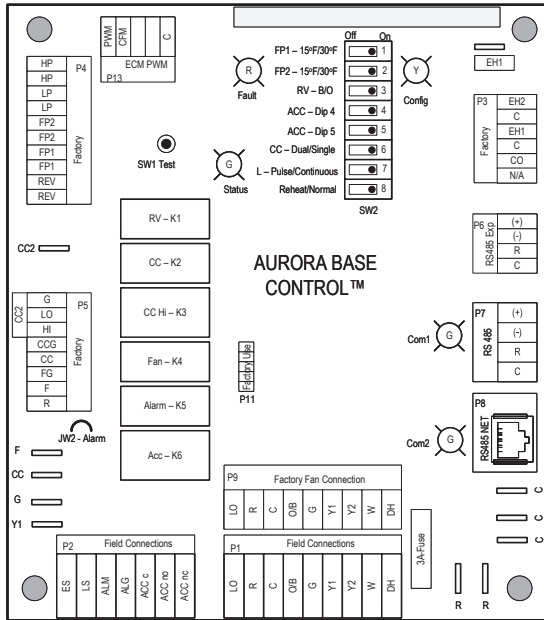 PWM
CFM
C
ECM PWM
P13
HP
HP
LP
LP
FP2
FP2
FP1
FP1
REV
REV
P4
Factory
R
Fault
SW1 Test
G
Status
Off On
FP1 – 15ºF/30ºF 1
FP2 – 15ºF/30ºF 2
RV – B/O 3
ACC – Dip 4 4
ACC – Dip 5 5
CC – Dual/Single 6
L – Pulse/Continuous 7
Reheat/Normal 8
SW2
Y
Config
EH1
P3
Factory
EH2
C
EH1
C
CO
N/A
P6
RS485 Exp
(+)
(-)
R
C
AURORA BASE
CONTROL™
RV – K1
CC – K2
CC Hi – K3
Fan – K4
Alarm – K5
Acc – K6
CC2
CC2
G
LO
HI
CCG
CC
FG
F
R
P5
Factory
JW2 - Alarm
Factory Use
P11
P7
RS 485
(+)
(-)
R
C
Com1
G
P8
RS485 NET
Com2
G
F
CC
G
Y1
P9 Factory Fan Connection
LO
R
C
O/B
G
Y1
Y2
W
DH
P2 Field Connections
ES
LS
ALM
ALG
ACC c
ACC no
ACC nc
P1 Field Connections
LO
R
C
O/B
G
Y1
Y2
W
DH
3A-Fuse
C
C
C
R
R